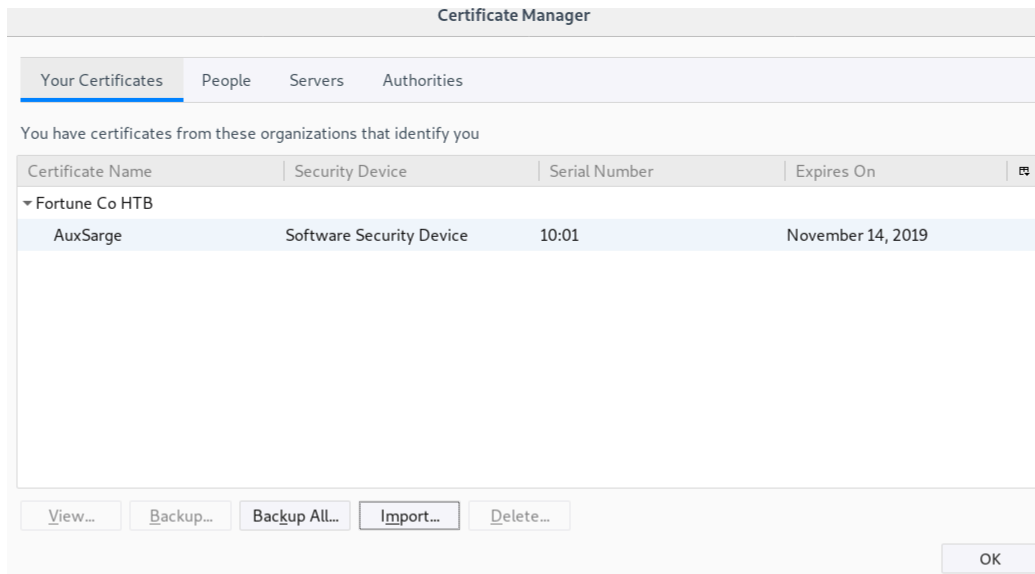 Certificate Manager
Your Certificates People Servers Authorities
You have certificates from these organizations that identify you
Certificate Name Security Device Serial Number Expires On
Fortune Co HTB
AuxSarge Software Security Device 10:01 November 14, 2019
View... Backup... Backup All... Import... Delete...
OK